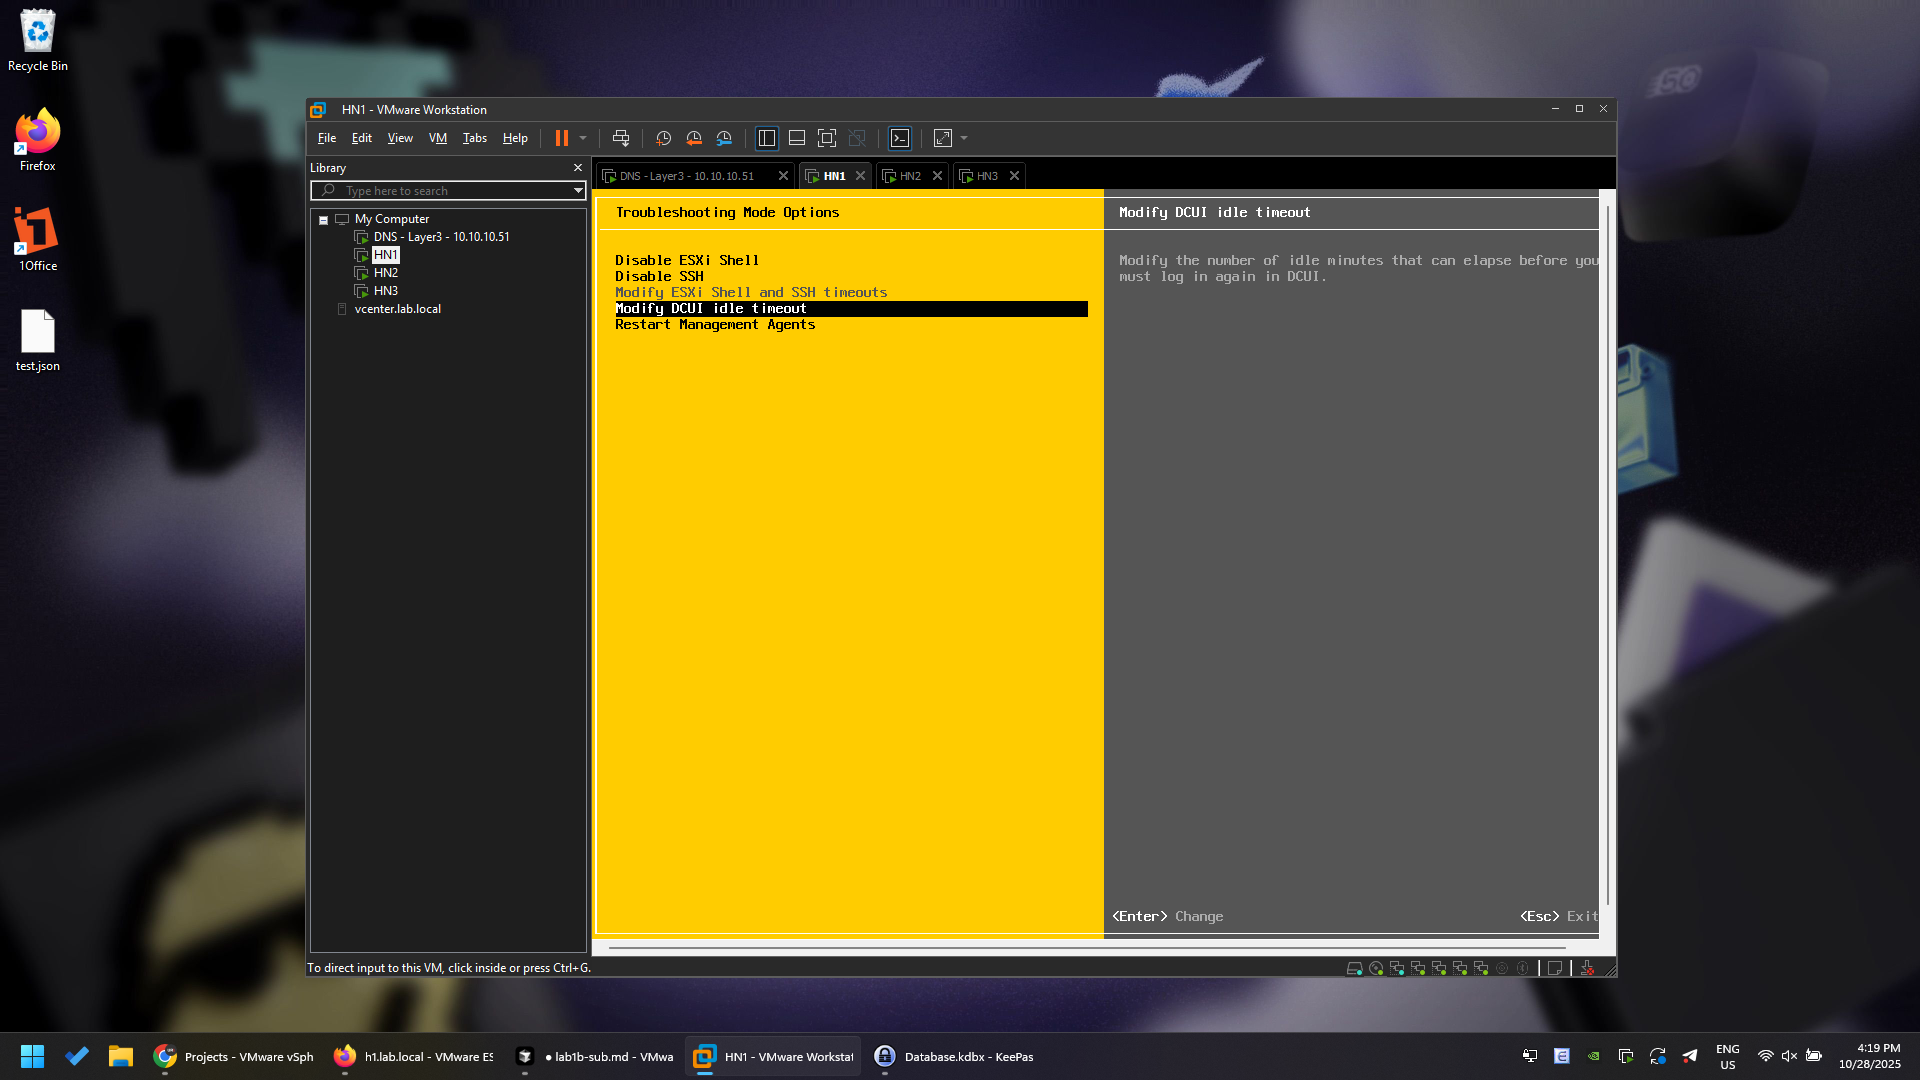 Recycle Bin
Firefox
1Office
test.json
50
HN1 - VMware Workstation
File Edit View VM Tabs Help
Library
Type here to search
My Computer
DNS - Layer3 - 10.10.10.51
HN1
HN2
HN3
vcenter.lab.local
DNS - Layer3 - 10.10.10.51
HN1
HN2
HN3
Troubleshooting Mode Options
Disable ESXi Shell
Disable SSH
Modify ESXi Shell and SSH timeouts
Modify DCUI idle timeout
Restart Management Agents
Modify DCUI idle timeout
Modify the number of idle minutes that can elapse before you
must log in again in DCUI.
<Enter> Change
<Esc> Exit
To direct input to this VM, click inside or press Ctrl+G.
Projects - VMware vSph
h1.lab.local - VMware ES
● lab1b-sub.md - VMwa
HN1 - VMware Workstat
Database.kdbx - KeePas
ENG
US
4:19 PM
10/28/2025